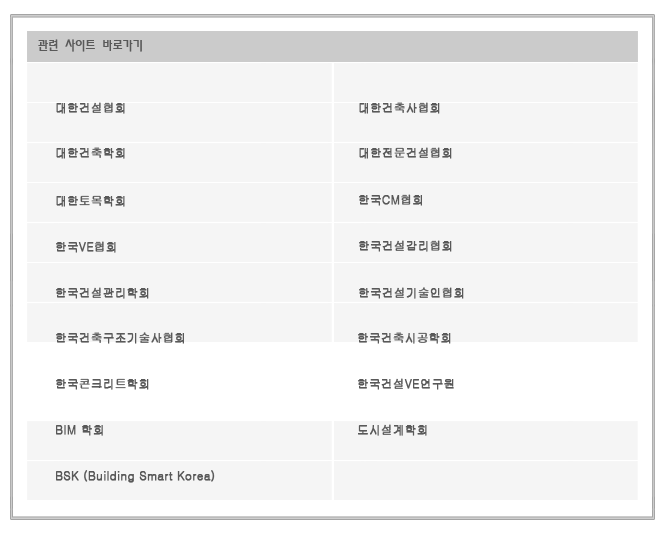 관련 사이트 바로가기
대한건설협회 대한건축사협회
대한건축학회 대한전문건설협회
대한토목학회 한국CM협회
한국VE협회 한국건설감리협회
한국건설관리학회 한국건설기술인협회
한국건축구조기술사협회 한국건축시공학회
한국콘크리트학회 한국건설VE연구원
BIM 학회 도시설계학회
BSK (Building Smart Korea)